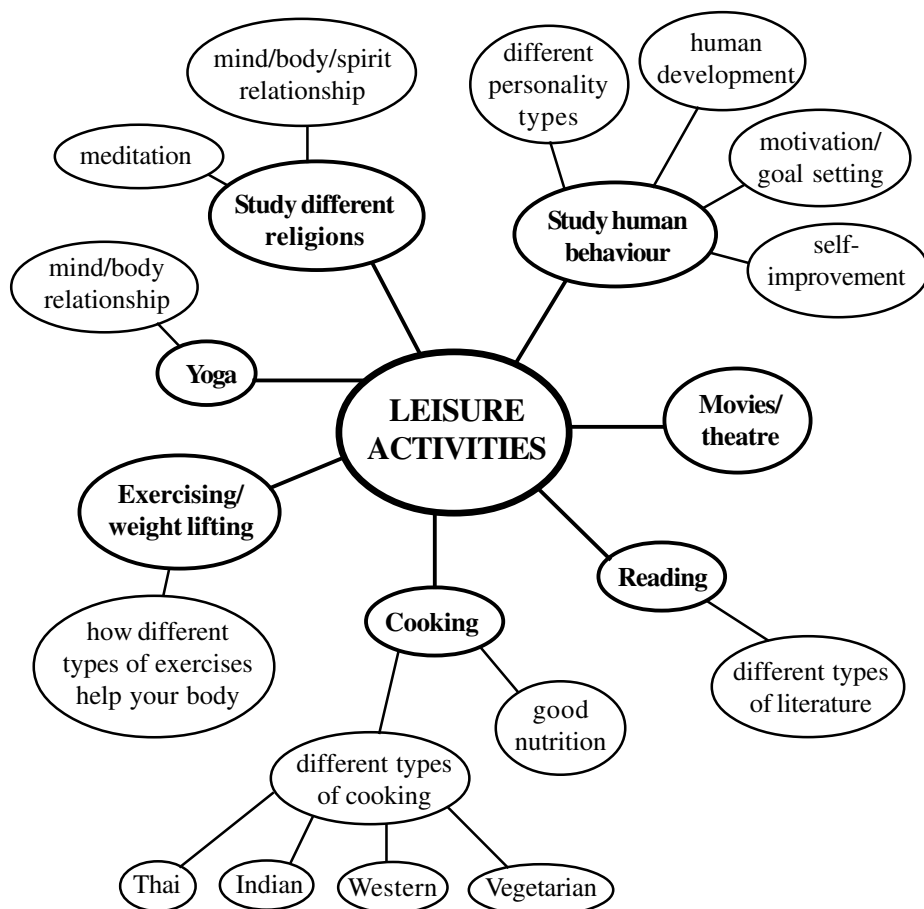 mind/body/spirit
relationship
meditation
Study different
religions
different
personality
types
human
development
motivation/
goal setting
self-
improvement
Study human
behaviour
mind/body
relationship
Yoga
LEISURE
ACTIVITIES
Movies/
theatre
Exercising/
weight lifting
how different
types of exercises
help your body
Cooking
Reading
different types
of literature
good
nutrition
different types
of cooking
Thai
Indian
Western
Vegetarian